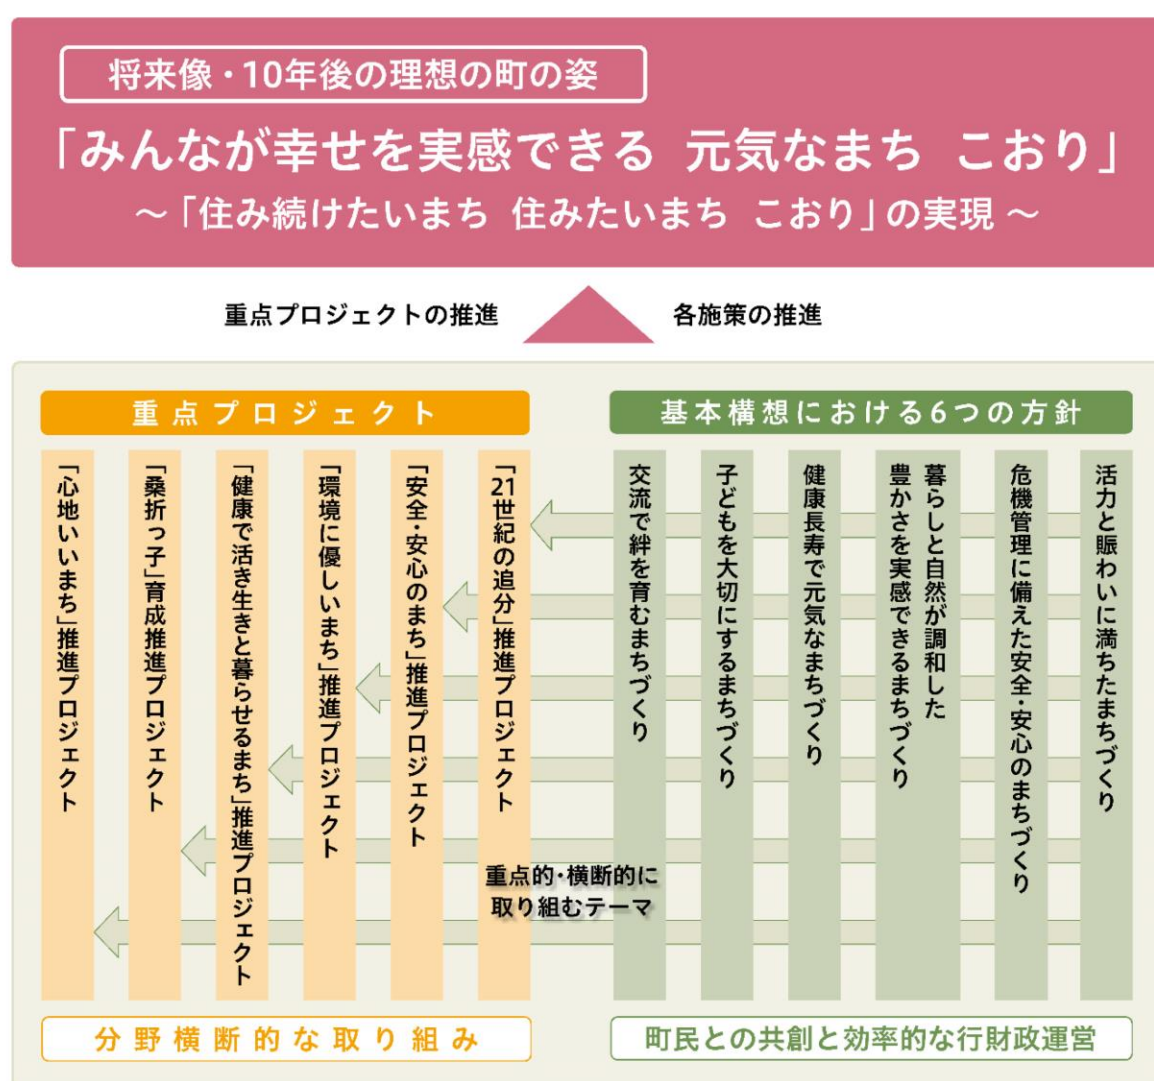 将来像・10年後の理想の町の姿
「みんなが幸せを実感できる 元気なまち こおり」
～「住み続けたいまち 住みたいまち こおり」の実現～
重点プロジェクトの推進
各施策の推進
重点プロジェクト
「21世紀の追分」推進プロジェクト
「安全・安心のまち」推進プロジェクト
「環境に優しいまち」推進プロジェクト
「健康で活き生きと暮らせるまち」推進プロジェクト
「桑折っ子」育成推進プロジェクト
「心地いいまち」推進プロジェクト
分野横断的な取り組み
基本構想における6つの方針
活力と賑わいに満ちたまちづくり
危機管理に備えた安全・安心のまちづくり
暮らしと自然が調和した
豊かさを実感できるまちづくり
健康長寿で元気なまちづくり
子どもを大切にするまちづくり
交流で絆を育むまちづくり
重点的・横断的に
取り組むテーマ
町民との共創と効率的な行財政運営